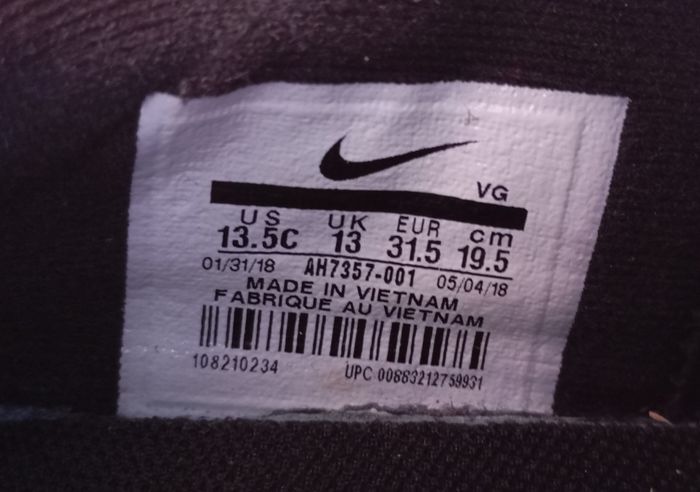 VG
US UK EUR cm
13.5C 13 31.5 19.5
01/31/18 AH7357-001 05/04/18
MADE IN VIETNAM
FABRIQUE AU VIETNAM
108210234 UPC 00883212759931